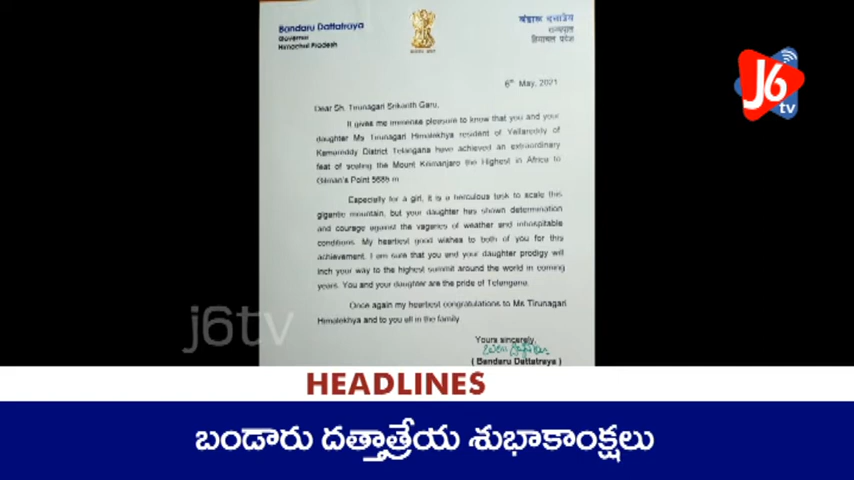 Bandaru Dattatraya
Governor
Himachal Pradesh
बंडारू दत्तात्रेय
राज्यपाल
हिमाचल प्रदेश
J6
tv
6th May, 2021
Dear Sh. Tirunagari Srikanth Garu,
It gives me immense pleasure to know that you and your
daughter Ms Tirunagari Himalekhya resident of Yellareddy of
Kamareddy District Telangana have achieved an extraordinary
feat of scaling the Mount Kilimanjaro the Highest in Africa to
Gilman's Point 5685 m
Especially for a girl, it is a herculous task to scale this
gigantic mountain, but your daughter has shown determination
and courage against the vagaries of weather and inhospitable
conditions. My heartiest good wishes to both of you for this
achievement. I am sure that you and your daughter prodigy will
inch your way to the highest summit around the world in coming
years. You and your daughter are the pride of Telangana.
Once again my heartiest congratulations to Ms Tirunagari
Himalekhya and to you all in the family
Yours sincerely,
( Bandaru Dattatraya )
j6tv
HEADLINES
బండారు దత్తాత్రేయ శుభాకాంక్షలు